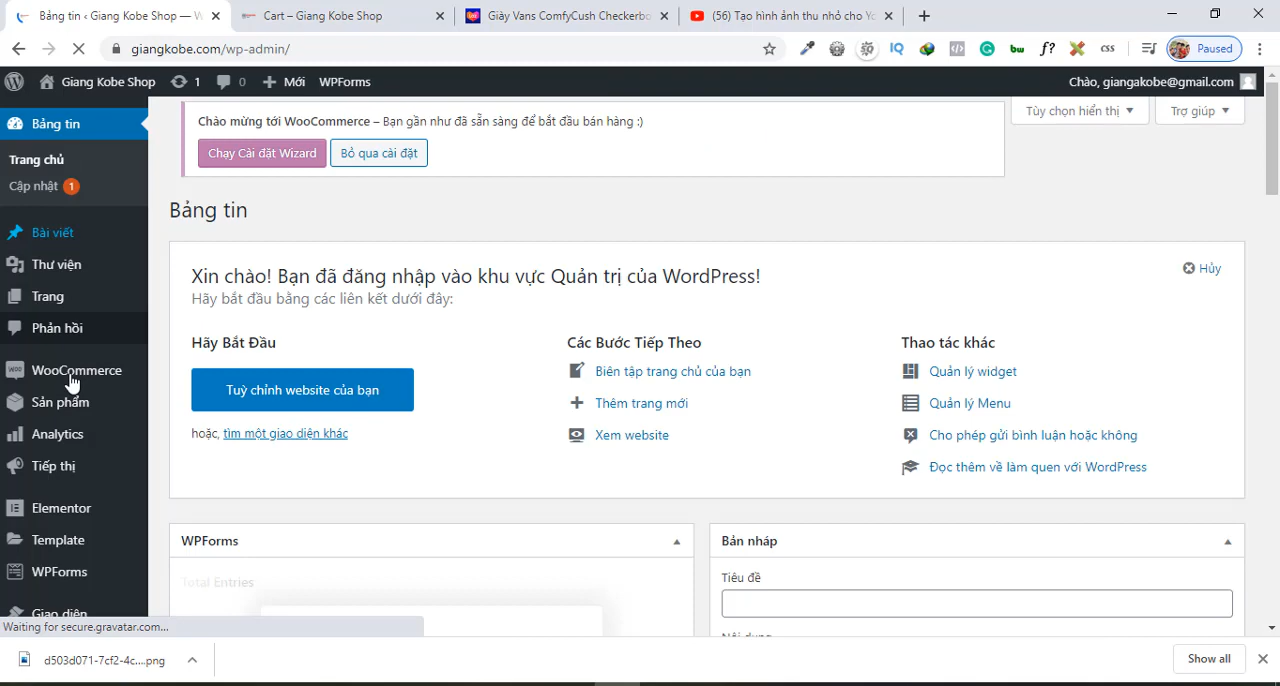 Bảng tin ‹ Giang Kobe Shop — W
Cart – Giang Kobe Shop
Giày Vans ComfyCush Checkerbo
(56) Tạo hình ảnh thu nhỏ cho Yo
giangkobe.com/wp-admin/
IQ
</>
bw
f?
css
Paused
Giang Kobe Shop
1
0
Mới
WPForms
Chào, giangakobe@gmail.com
Bảng tin
Trang chủ
Cập nhật 1
Bài viết
Thư viện
Trang
Phản hồi
WooCommerce
Sản phẩm
Analytics
Tiếp thị
Elementor
Template
WPForms
Giao diện
Chào mừng tới WooCommerce – Bạn gần như đã sẵn sàng để bắt đầu bán hàng :)
Chạy Cài đặt Wizard
Bỏ qua cài đặt
Tùy chọn hiển thị
Trợ giúp
Bảng tin
Xin chào! Bạn đã đăng nhập vào khu vực Quản trị của WordPress!
Hủy
Hãy bắt đầu bằng các liên kết dưới đây:
Hãy Bắt Đầu
Tuỳ chỉnh website của bạn
hoặc, tìm một giao diện khác
Các Bước Tiếp Theo
Biên tập trang chủ của bạn
Thêm trang mới
Xem website
Thao tác khác
Quản lý widget
Quản lý Menu
Cho phép gửi bình luận hoặc không
Đọc thêm về làm quen với WordPress
WPForms
Total Entries
Bản nháp
Tiêu đề
Nội dung
Waiting for secure.gravatar.com...
d503d071-7cf2-4c....png
Show all